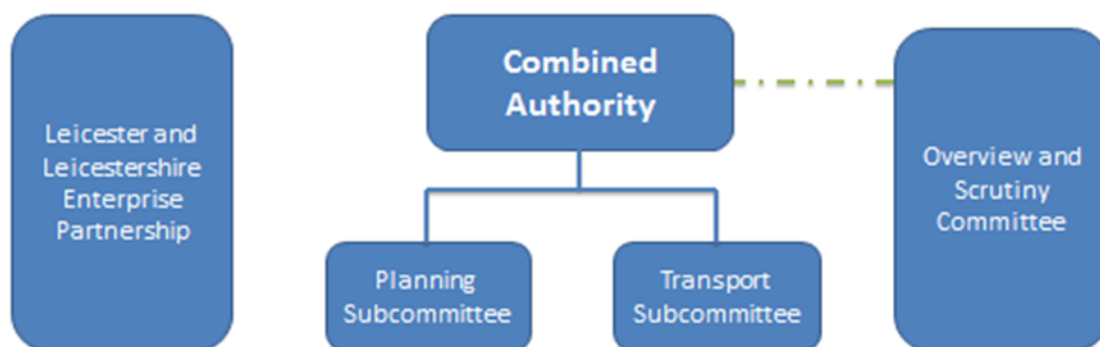 Leicester and
Leicestershire
Enterprise
Partnership
Combined
Authority
Overview and
Scrutiny
Committee
Planning
Subcommittee
Transport
Subcommittee